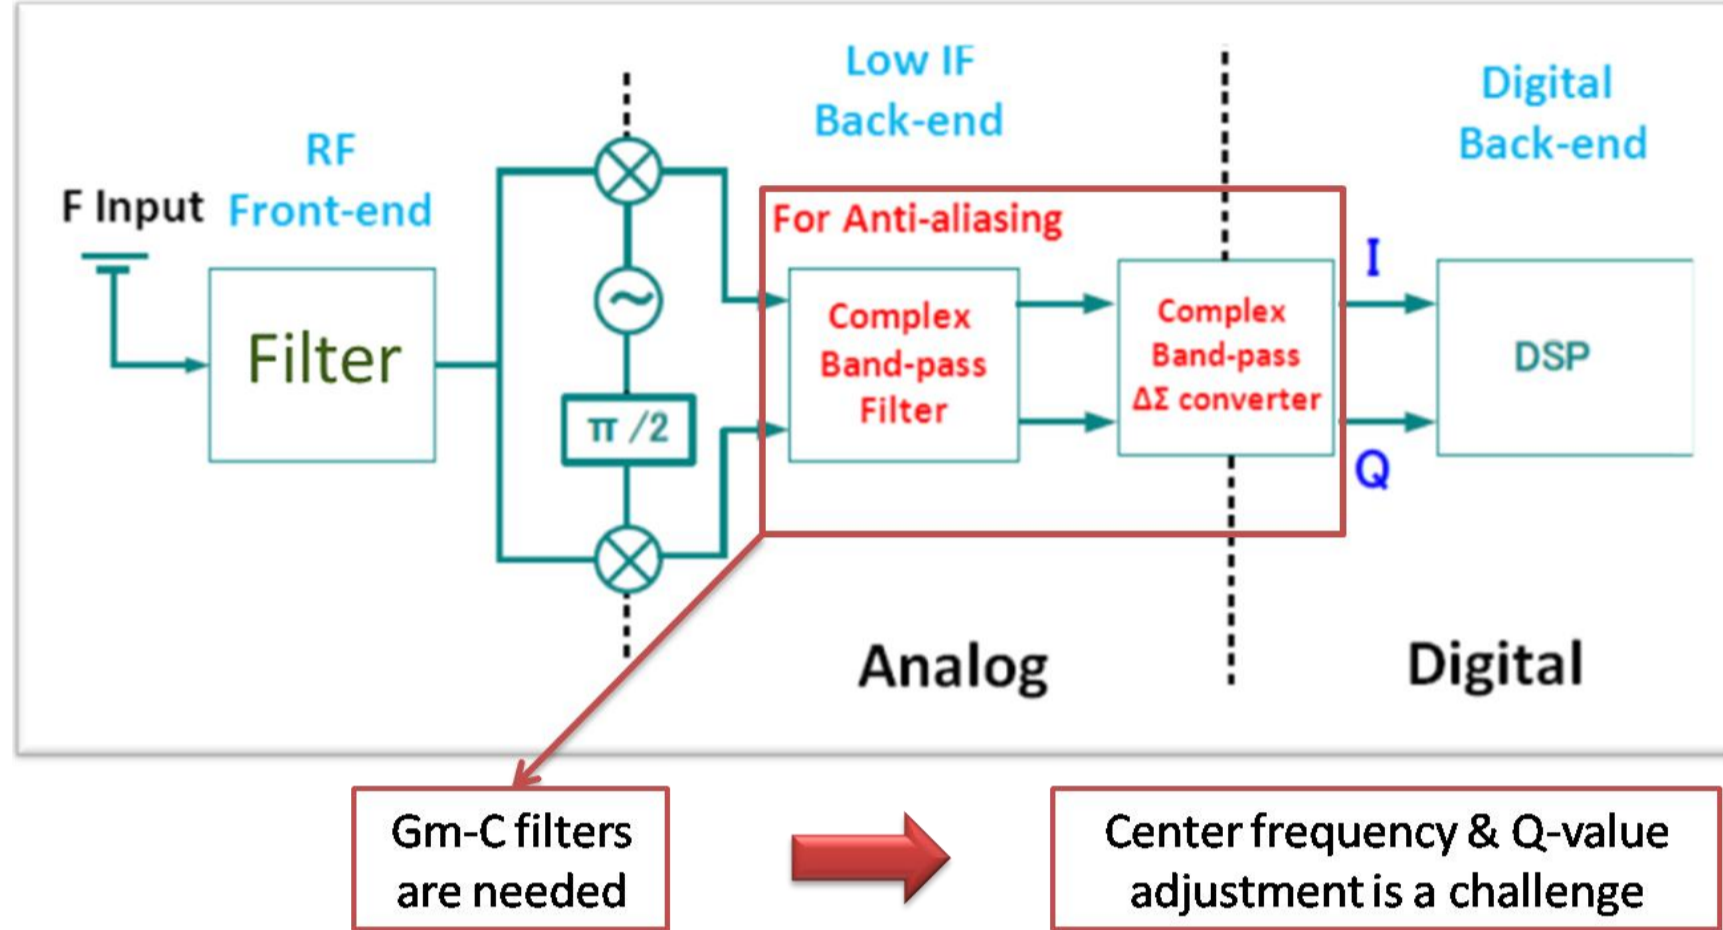 Low IF
Back-end
Digital
Back-end
RF
Front-end
F Input
For Anti-aliasing
Filter
π /2
Complex
Band-pass
Filter
Complex
Band-pass
ΔΣ converter
I
Q
DSP
Analog
Digital
Gm-C filters
are needed
Center frequency & Q-value
adjustment is a challenge